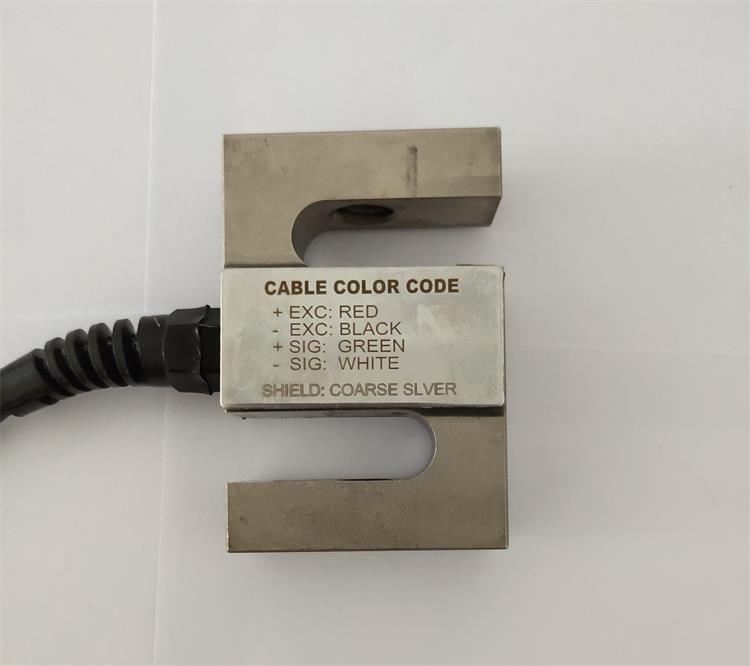 CABLE COLOR CODE
+ EXC: RED
- EXC: BLACK
+ SIG: GREEN
- SIG: WHITE
SHIELD: COARSE SLVER